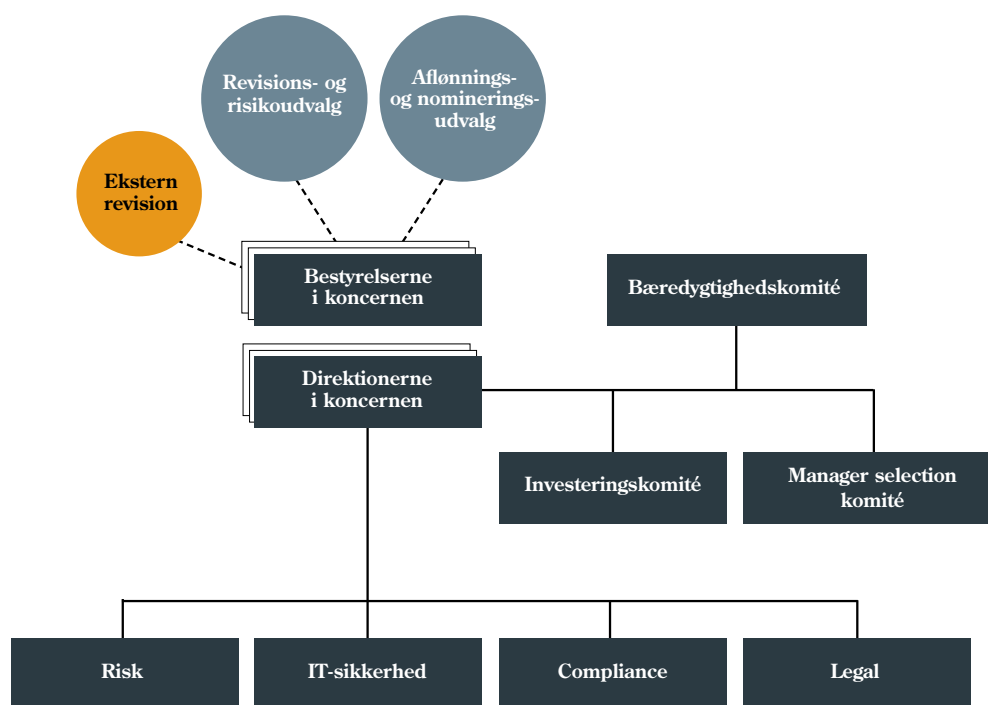 Revisions- og
risikoudvalg
Aflønnings-
og nominerings-
udvalg
Ekstern
revision
Bestyrelserne
i koncernen
Bæredygtighedskomité
Direktionerne
i koncernen
Investeringskomité
Manager selection
komité
Risk
IT-sikkerhed
Compliance
Legal